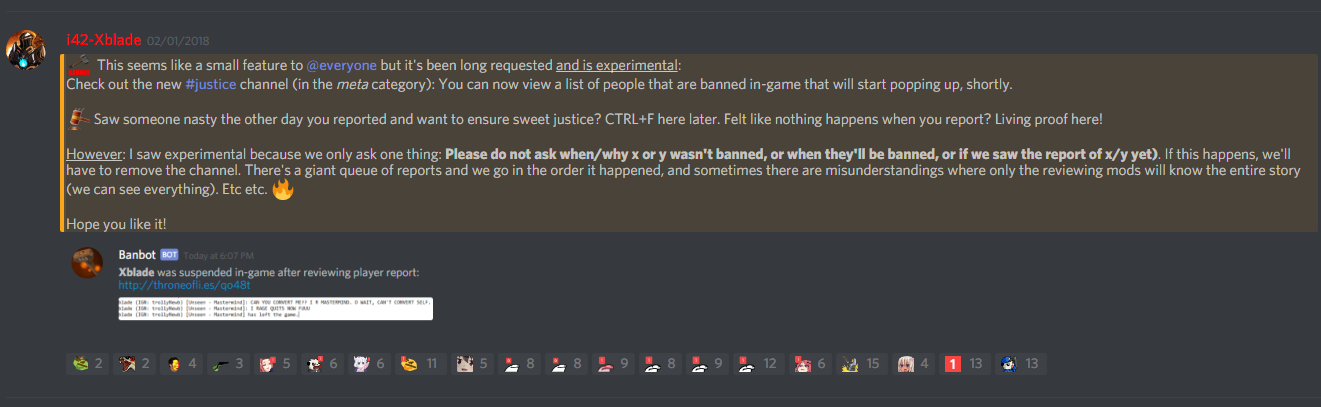 i42-Xblade 02/01/2018
This seems like a small feature to @everyone but it's been long requested and is experimental:
Check out the new #justice channel (in the meta category): You can now view a list of people that are banned in-game that will start popping up, shortly.
Saw someone nasty the other day you reported and want to ensure sweet justice? CTRL+F here later. Felt like nothing happens when you report? Living proof here!
However: I saw experimental because we only ask one thing: Please do not ask when/why x or y wasn't banned, or when they'll be banned, or if we saw the report of x/y yet). If this happens, we'll
have to remove the channel. There's a giant queue of reports and we go in the order it happened, and sometimes there are misunderstandings where only the reviewing mods will know the entire story
(we can see everything). Etc etc.
Hope you like it!
Banbot BOT Today at 6:07 PM
Xblade was suspended in-game after reviewing player report:
http://throneofli.es/qo48t
blade (IGN: trollyNewb) [Unseen - Mastermind]: CAN YOU CONVERT ME?! I R MASTERMIND. O WAIT, CAN'T CONVERT SELF.
blade (IGN: trollyNewb) [Unseen - Mastermind]: I RAGE QUITS NOW
blade (IGN: trollyNewb) [Unseen - Mastermind] has left the game.
2 2 4 3 5 6 6 11 5 8 8 9 8 9 12 6 15 4 1 13 13